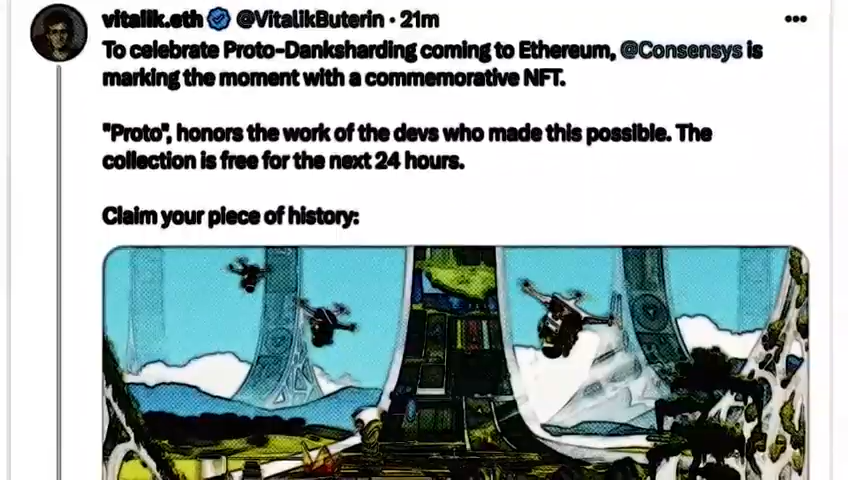 vitalik.eth @VitalikButerin · 21m
To celebrate Proto-Danksharding coming to Ethereum, @Consensys is
marking the moment with a commemorative NFT.
"Proto", honors the work of the devs who made this possible. The
collection is free for the next 24 hours.
Claim your piece of history: